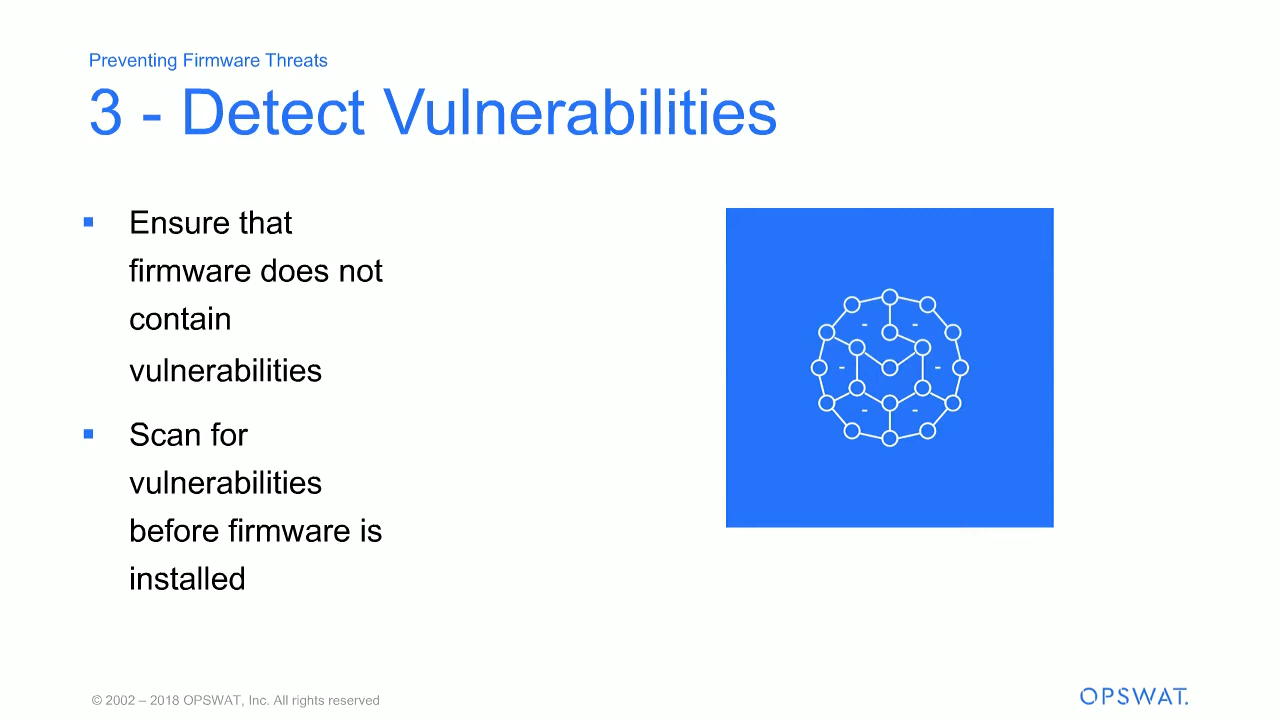 Preventing Firmware Threats
3 - Detect Vulnerabilities
▪ Ensure that
firmware does not
contain
vulnerabilities
▪ Scan for
vulnerabilities
before firmware is
installed
© 2002 – 2018 OPSWAT, Inc. All rights reserved
OPSWAT.